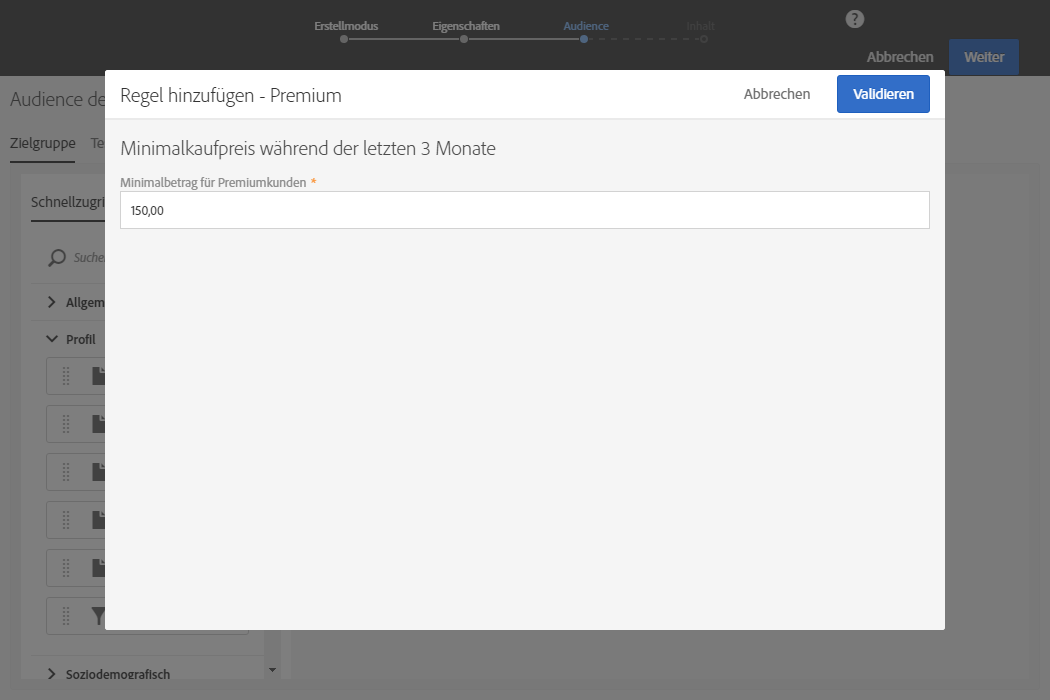 Erstellmodus Eigenschaften Audience Inhalt
?
Abbrechen Weiter
Audience de
Regel hinzufügen - Premium Abbrechen Validieren
Zielgruppe Te
Minimalkaufpreis während der letzten 3 Monate
Minimalbetrag für Premiumkunden *
150,00
Schnellzugri
Suche
Allgem
Profil
Soziodemografisch